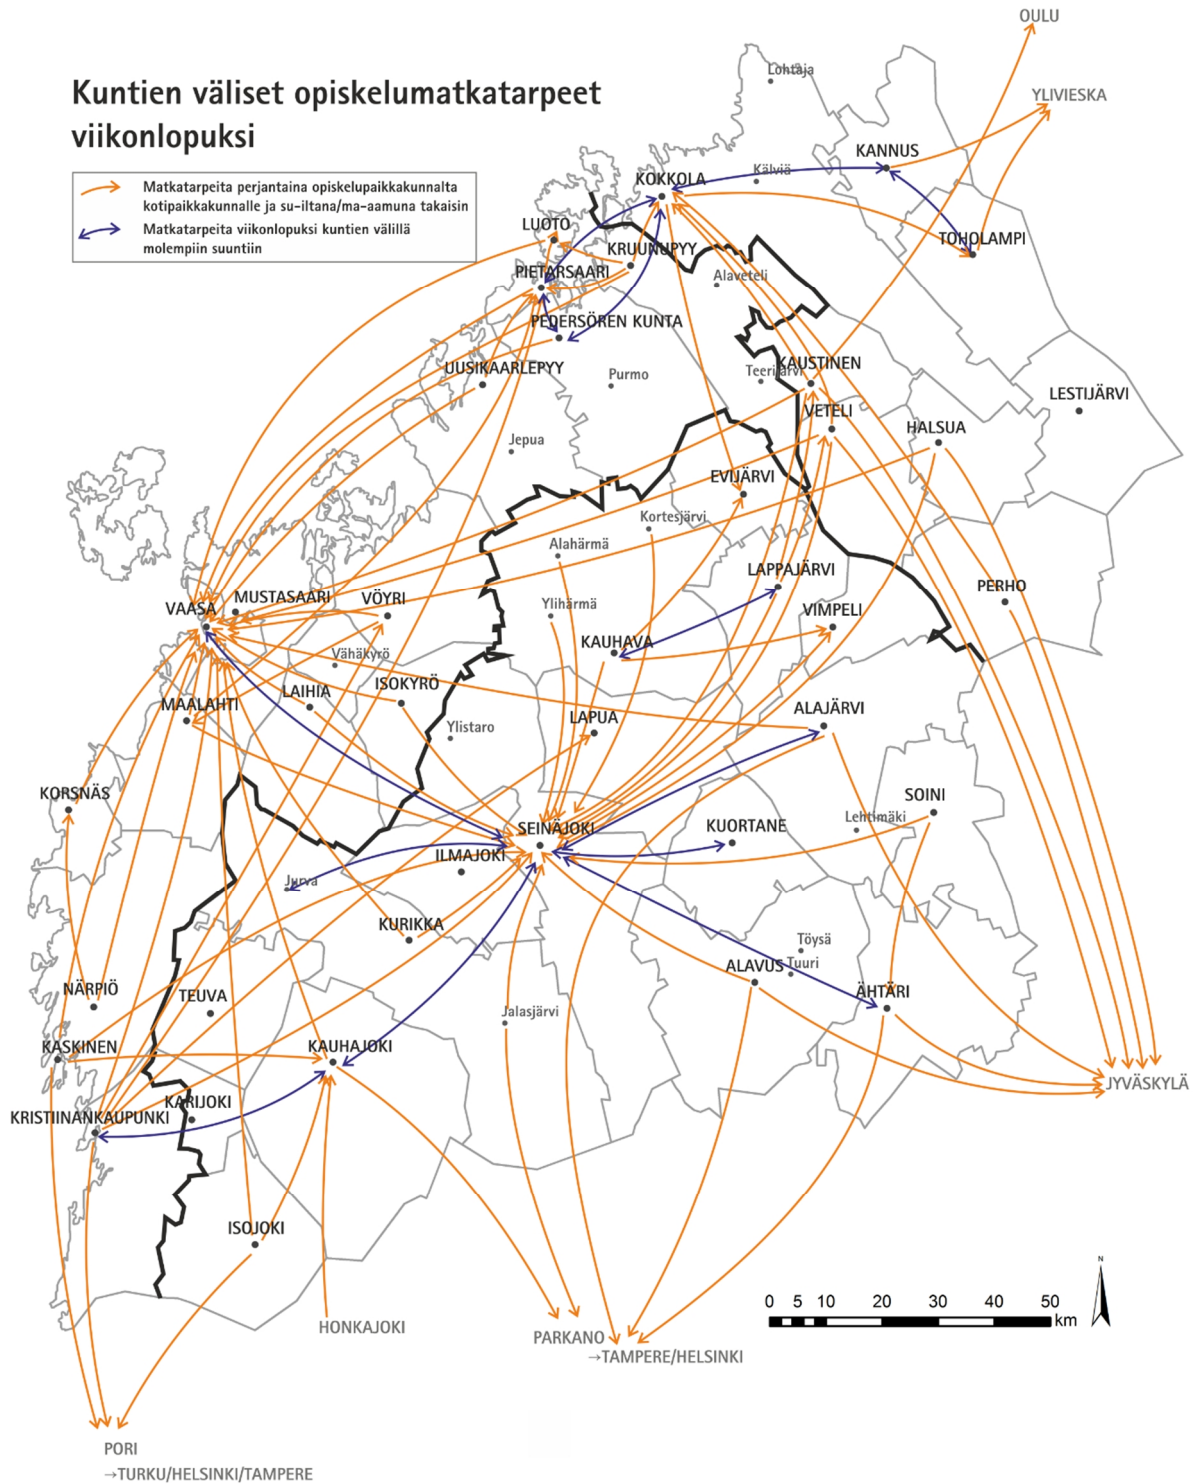 Kuntien väliset opiskelumatkatarpeet
viikonlopuksi
Matkatarpeita perjantaina opiskelupaikkakunnalta
kotipaikkakunnalle ja su-iltana/ma-aamuna takaisin
Matkatarpeita viikonlopuksi kuntien välillä
molempiin suuntiin
OULU
Lohtaja
YLIVIESKA
KANNUS
Kälviä
KOKKOLA
LUOTO
TOHOLAMPI
KRUUNUPYY
PIETARSAARI
Alaveteli
PEDERSÖREN KUNTA
KAUSTINEN
UUSIKAARLEPYY
Purmo
Teerijärvi
LESTIJÄRVI
VETELI
HALSUA
Jepua
EVIJÄRVI
Kortesjärvi
Alahärmä
LAPPAJÄRVI
PERHO
MUSTASAARI
VÖYRI
VAASA
Ylihärmä
VIMPELI
KAUHAVA
Vähäkyrö
ISOKYRÖ
LAIHIA
MAALAHTI
ALAJÄRVI
LAPUA
Ylistaro
KORSNÄS
SOINI
Lehtimäki
SEINÄJOKI
KUORTANE
ILMAJOKI
Jurva
KURIKKA
Töysä
Tuuri
ALAVUS
NÄRPIÖ
TEUVA
ÄHTÄRI
Jalasjärvi
KASKINEN
KAUHAJOKI
JYVÄSKYLÄ
KARIJOKI
KRISTIINANKAUPUNKI
ISOJOKI
N
0 5 10 20 30 40 50
km
HONKAJOKI
PARKANO
→TAMPERE/HELSINKI
PORI
→TURKU/HELSINKI/TAMPERE